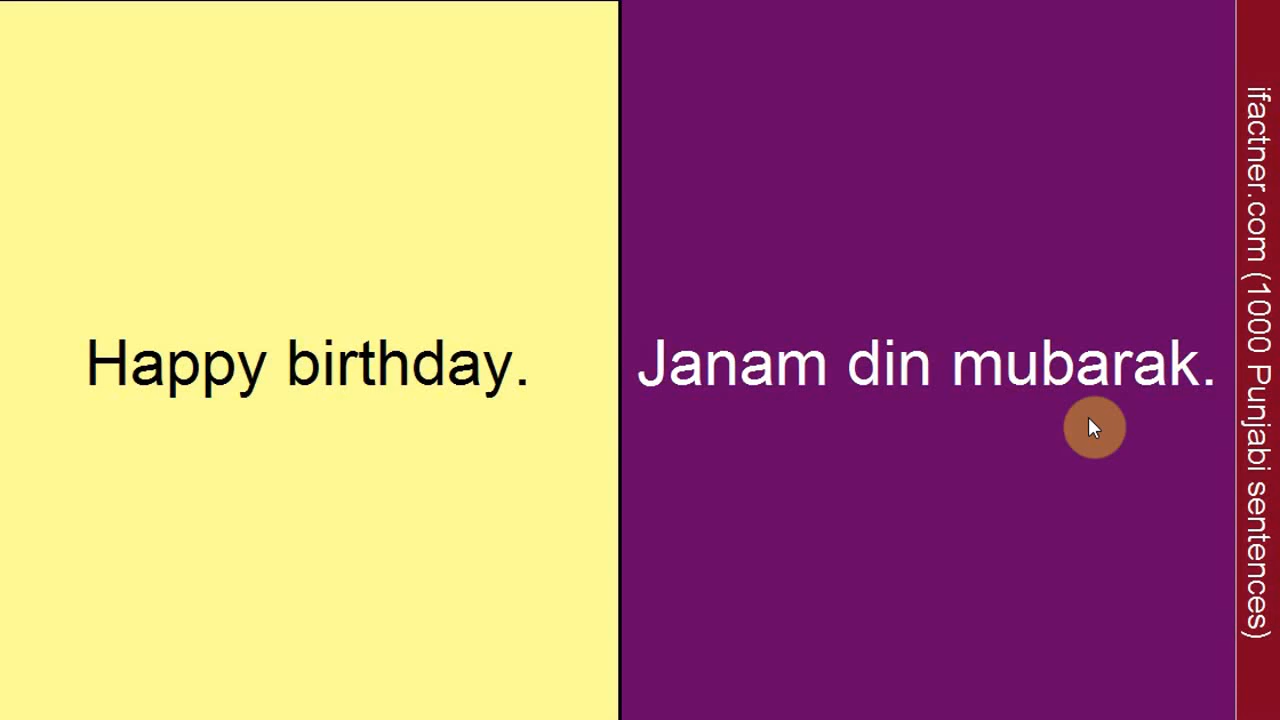 Happy birthday.
Janam din mubarak.
ifactner.com (1000 Punjabi sentences)